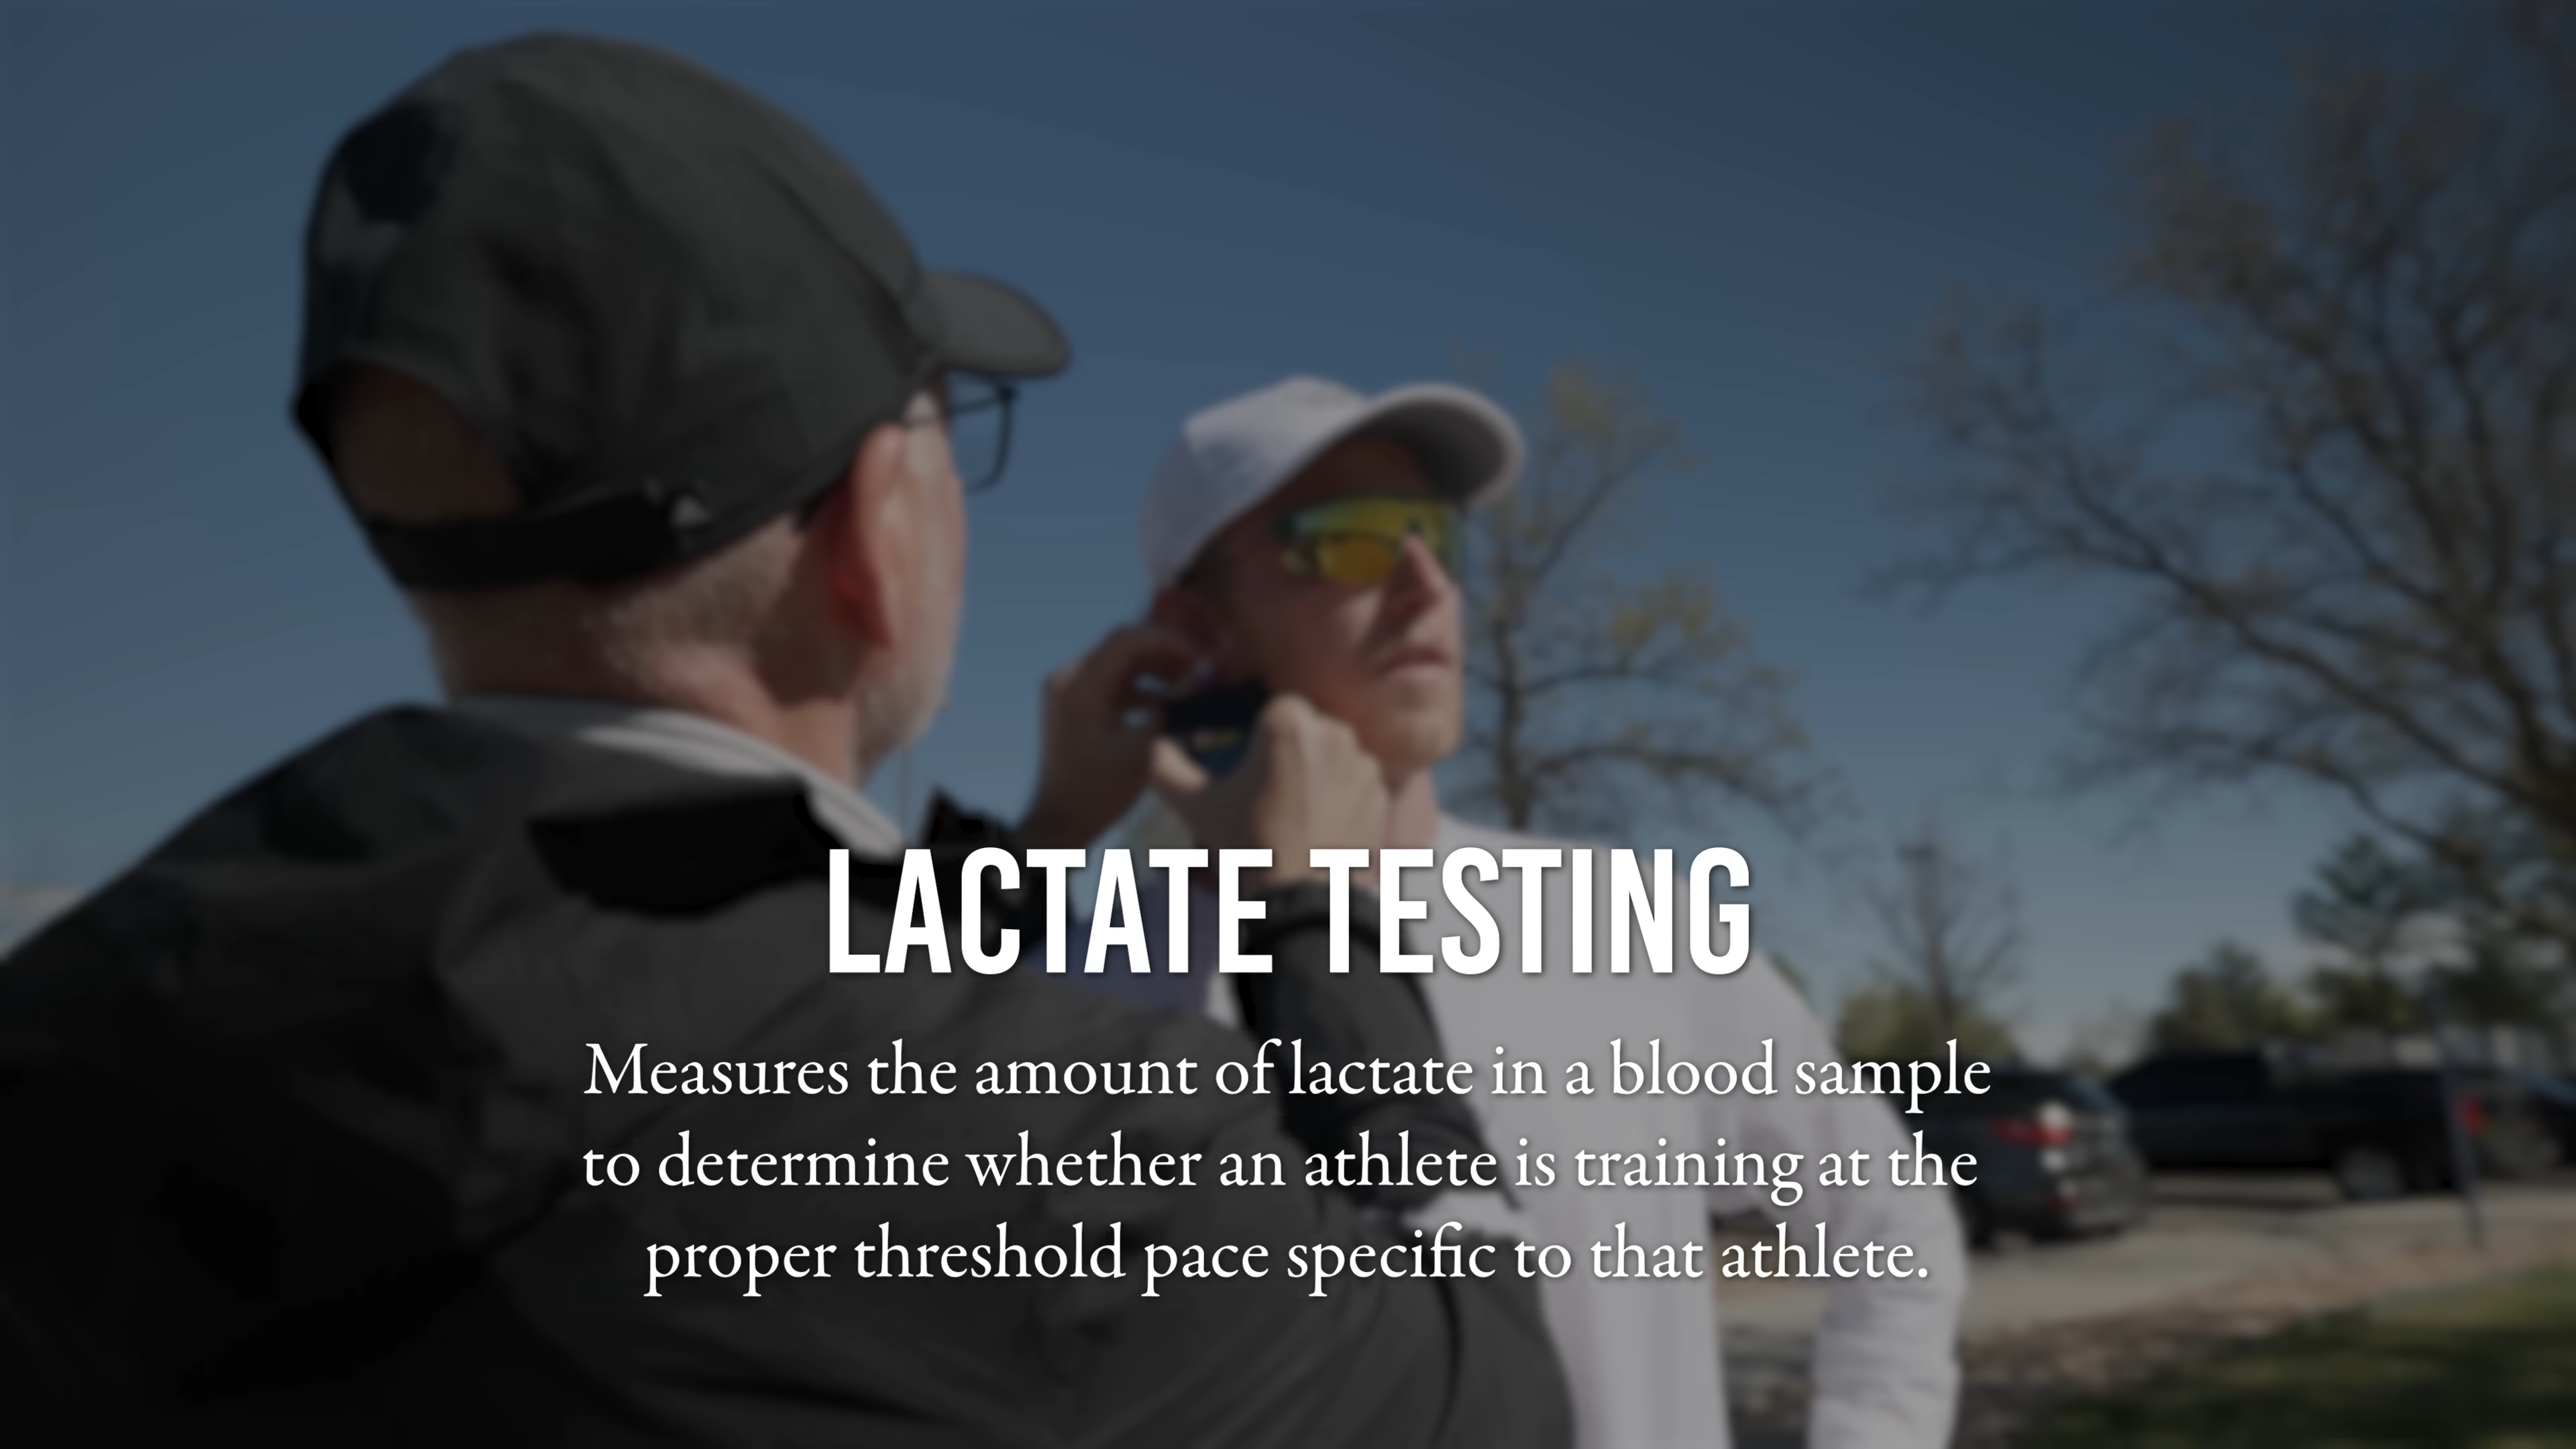 LACTATE TESTING
Measures the amount of lactate in a blood sample
to determine whether an athlete is training at the
proper threshold pace specific to that athlete.